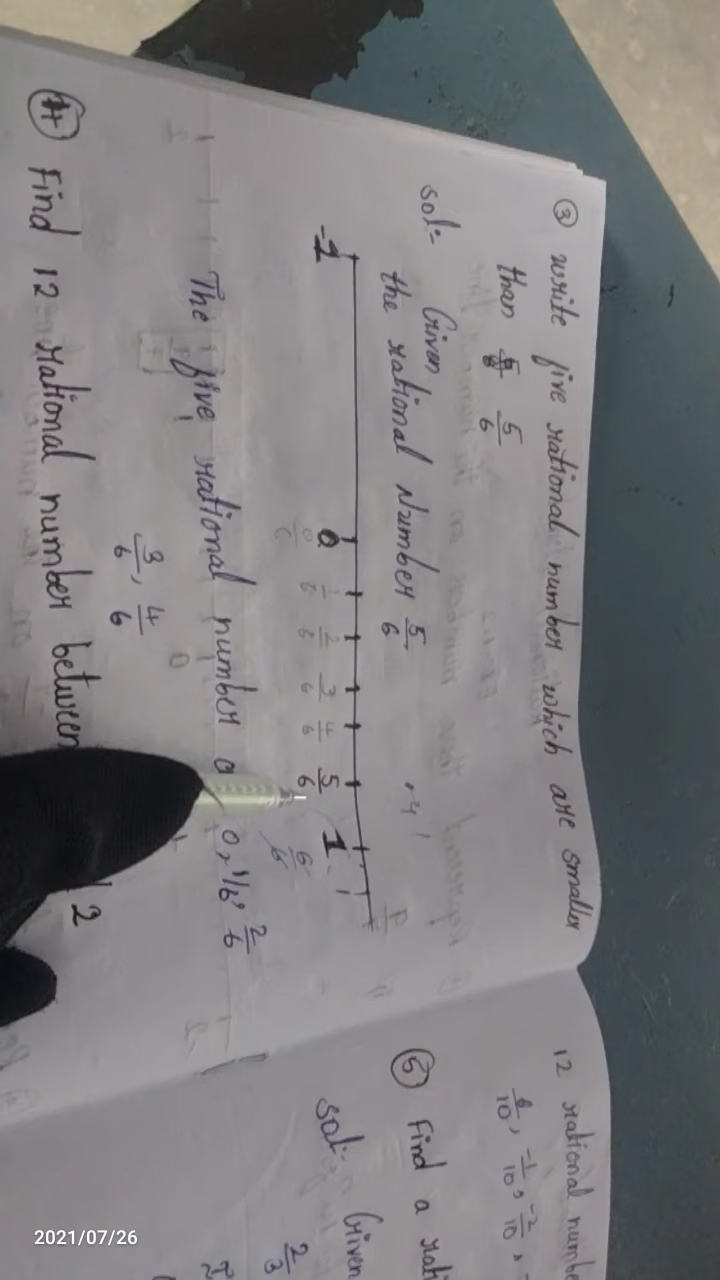 ③ write five rational number which are smaller
than 5/6
Sol:- Given
the rational Number 5/6
-1 0 1/6 2/6 3/6 4/6 5/6 1
6/6
The five rational number 0, 1/6, 2/6
3/6, 4/6
④ Find 12 rational number between
2
12 rational numb
/10, -1/10, -2/10,
⑤ Find a rati
Sol:- Given
2/3
2021/07/26